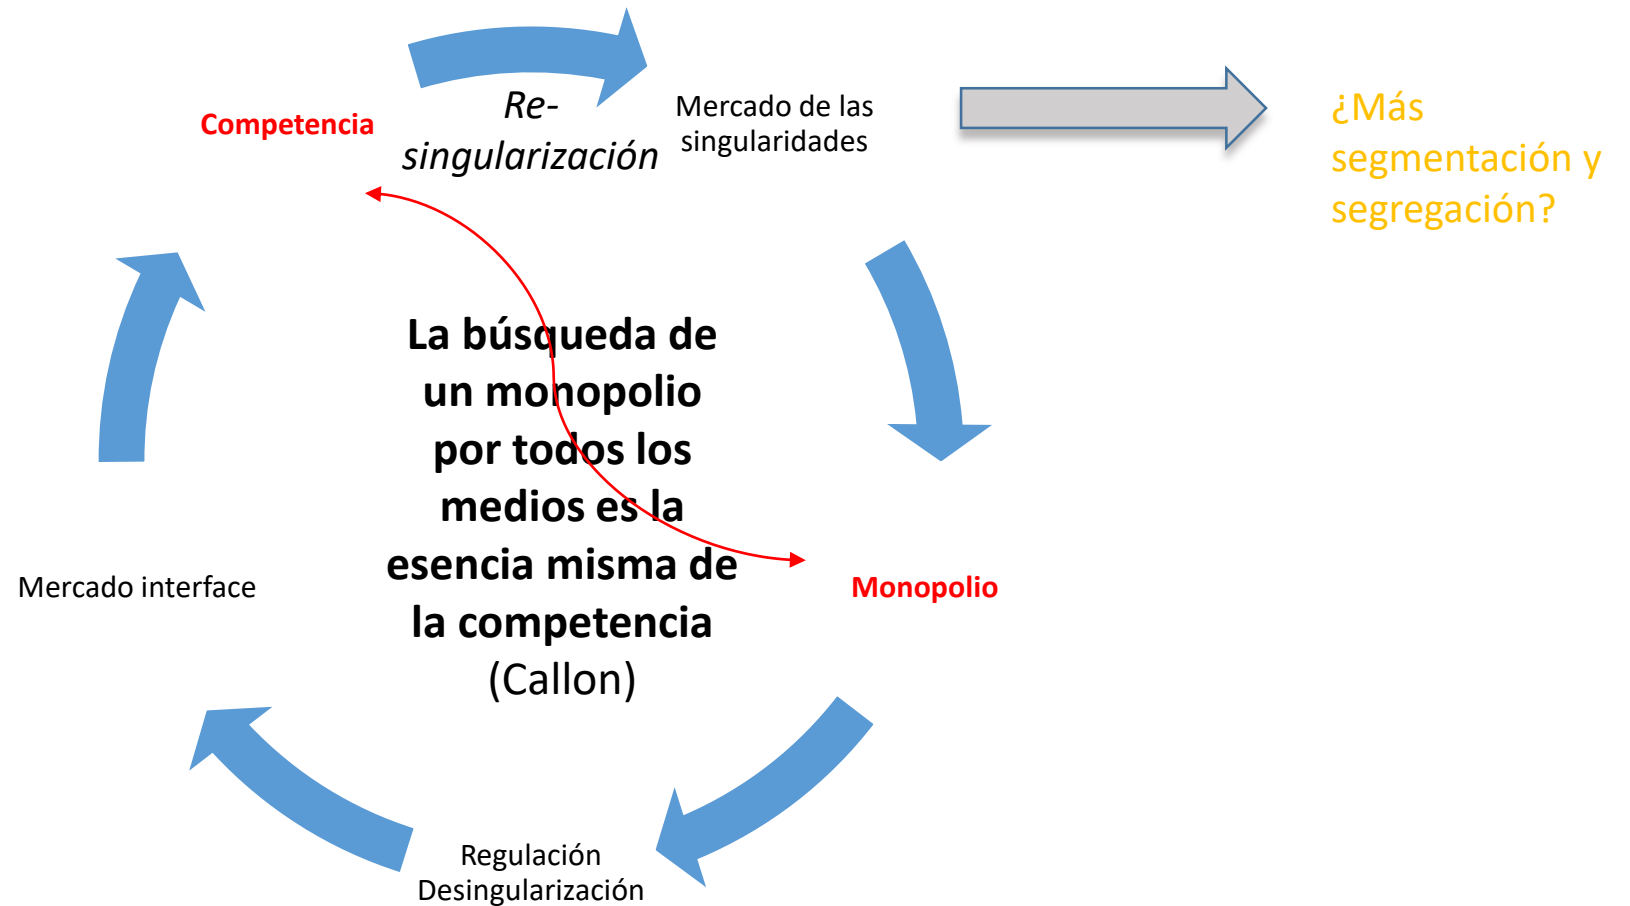 Competencia
Re-
singularización
Mercado de las
singularidades
¿Más
segmentación y
segregación?
La búsqueda de
un monopolio
por todos los
medios es la
esencia misma de
la competencia
(Callon)
Mercado interface
Monopolio
Regulación
Desingularización